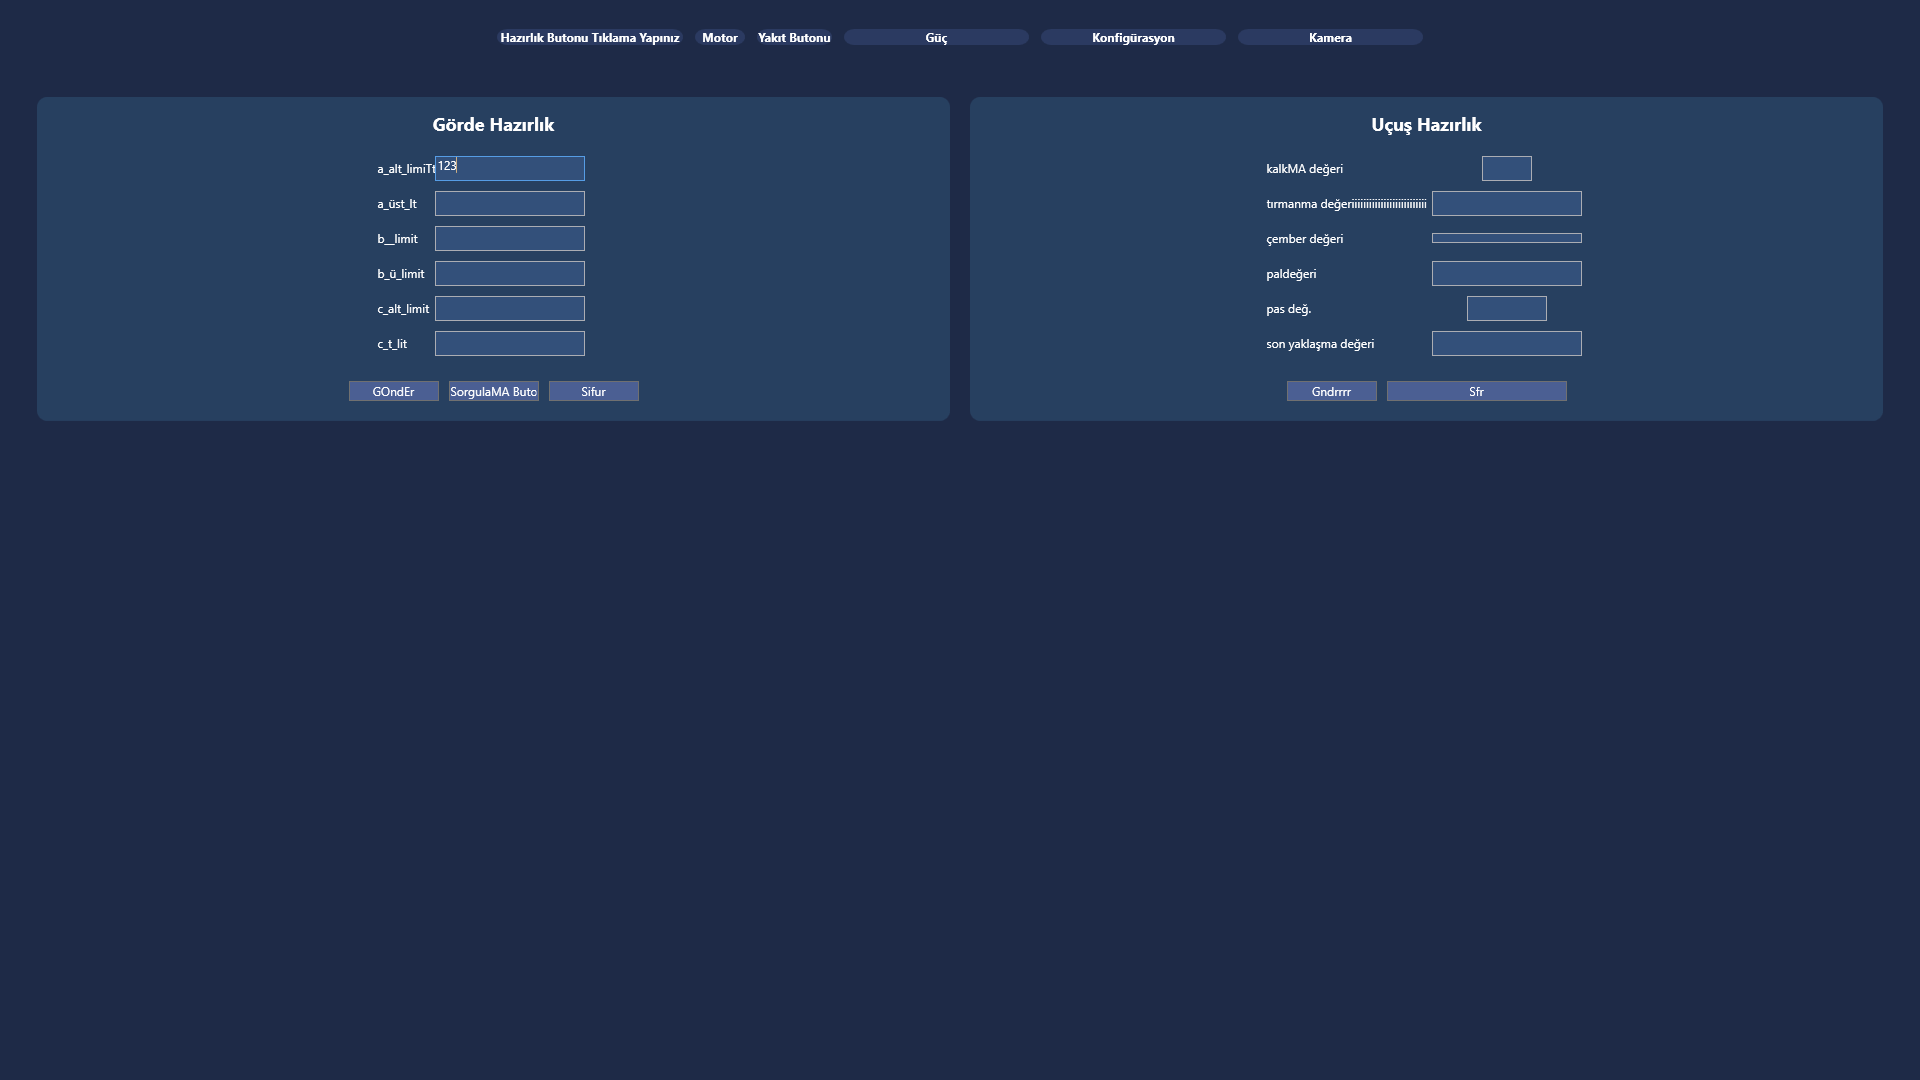 Hazırlık Butonu Tıklama Yapınız Motor Yakıt Butonu Güç Konfigürasyon Kamera
Görde Hazırlık
a_alt_limiTt 123
a_üst_lt
b__limit
b_ü_limit
c_alt_limit
c_t_lit
GOndEr SorgulaMA Buto Sifur
Uçuş Hazırlık
kalkMA değeri
tırmanma değeriiiiiiiiiiiiiiiiiiiiiiiiii
çember değeri
paldeğeri
pas değ.
son yaklaşma değeri
Gndrrrr Sfr